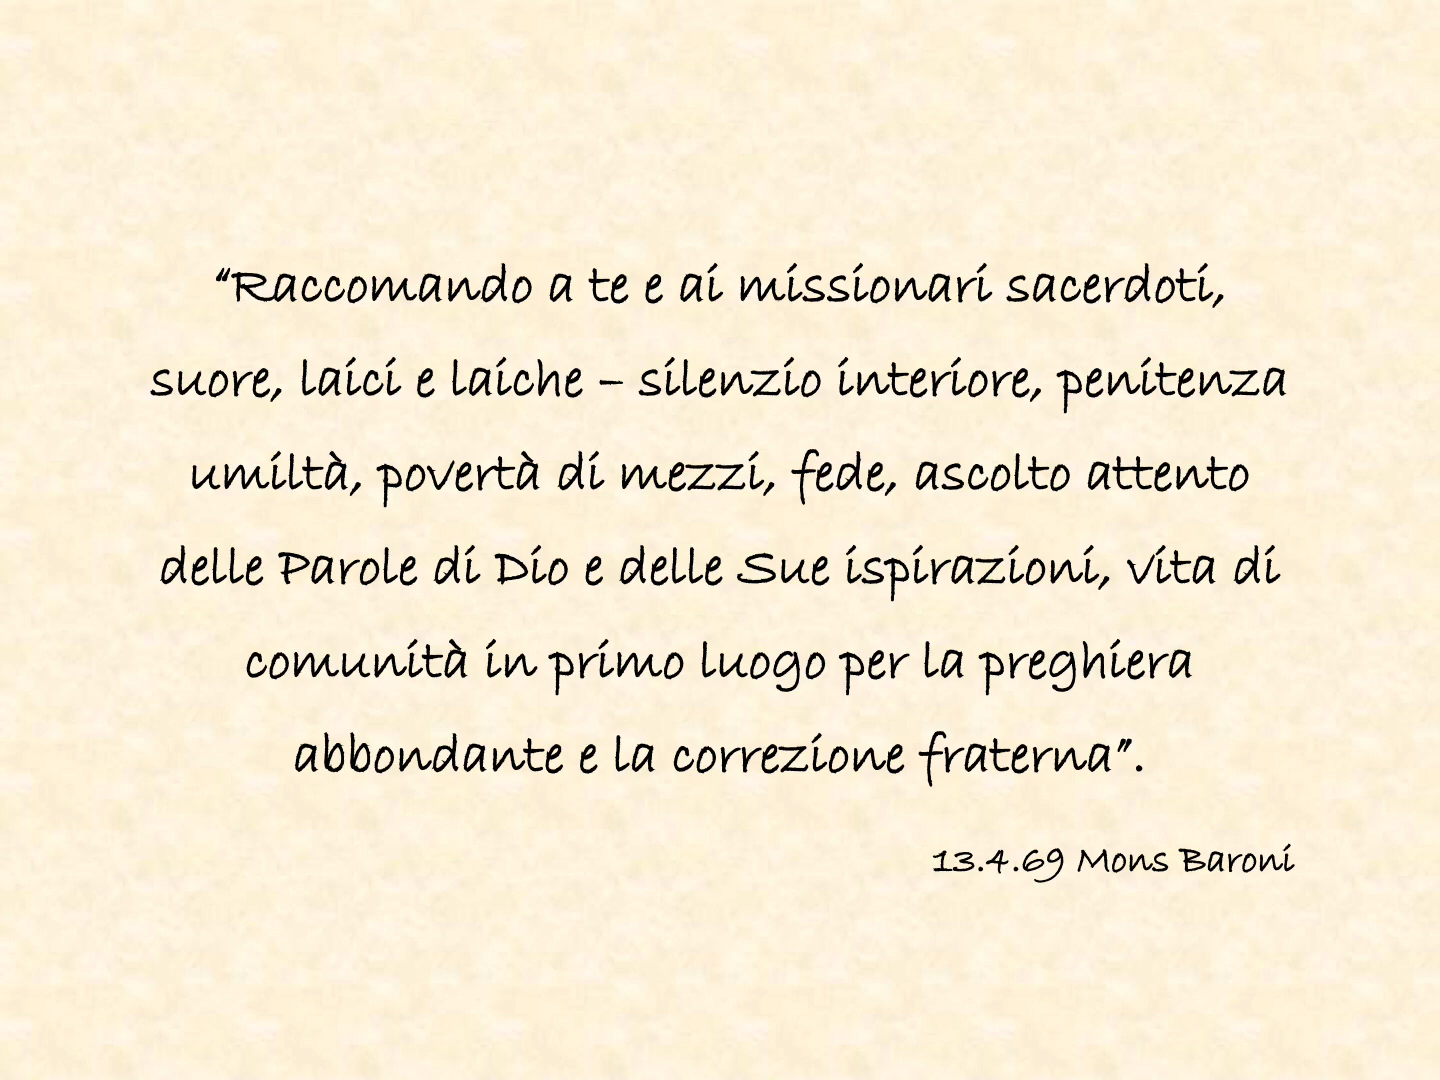 “Raccomando a te e ai missionari sacerdoti,
suore, laici e laiche – silenzio interiore, penitenza
umiltà, povertà di mezzi, fede, ascolto attento
delle Parole di Dio e delle Sue ispirazioni, vita di
comunità in primo luogo per la preghiera
abbondante e la correzione fraterna”.
13.4.69 Mons Baroni